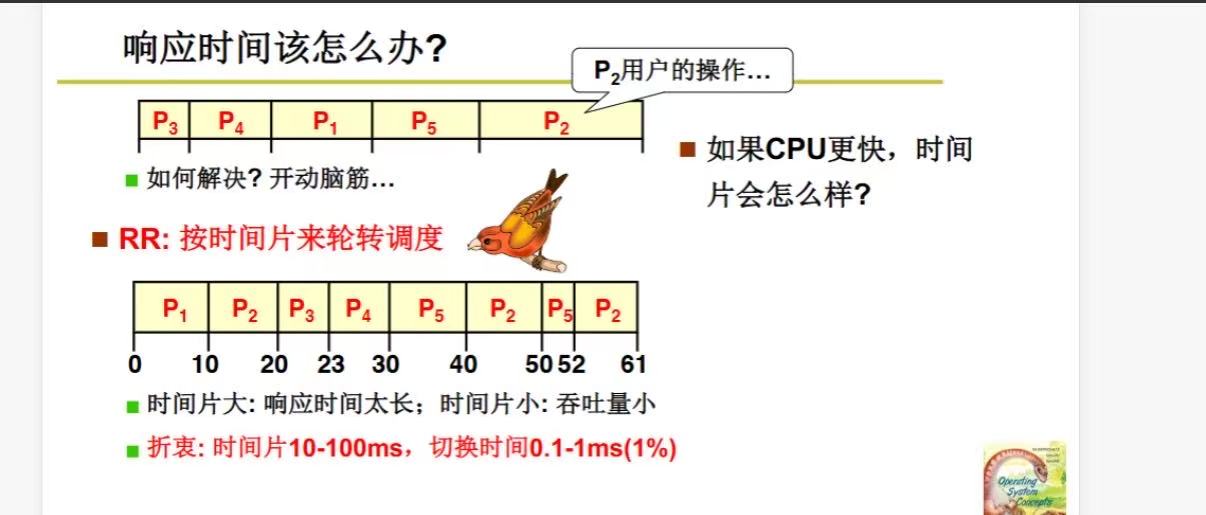 响应时间该怎么办?
P2用户的操作…
P3 P4 P1 P5 P2
如何解决? 开动脑筋…
如果CPU更快，时间
片会怎么样?
RR: 按时间片来轮转调度
P1 P2 P3 P4 P5 P2 P5 P2
0 10 20 23 30 40 50 52 61
时间片大: 响应时间太长；时间片小: 吞吐量小
折衷: 时间片10-100ms，切换时间0.1-1ms(1%)
Operating
System
Concepts